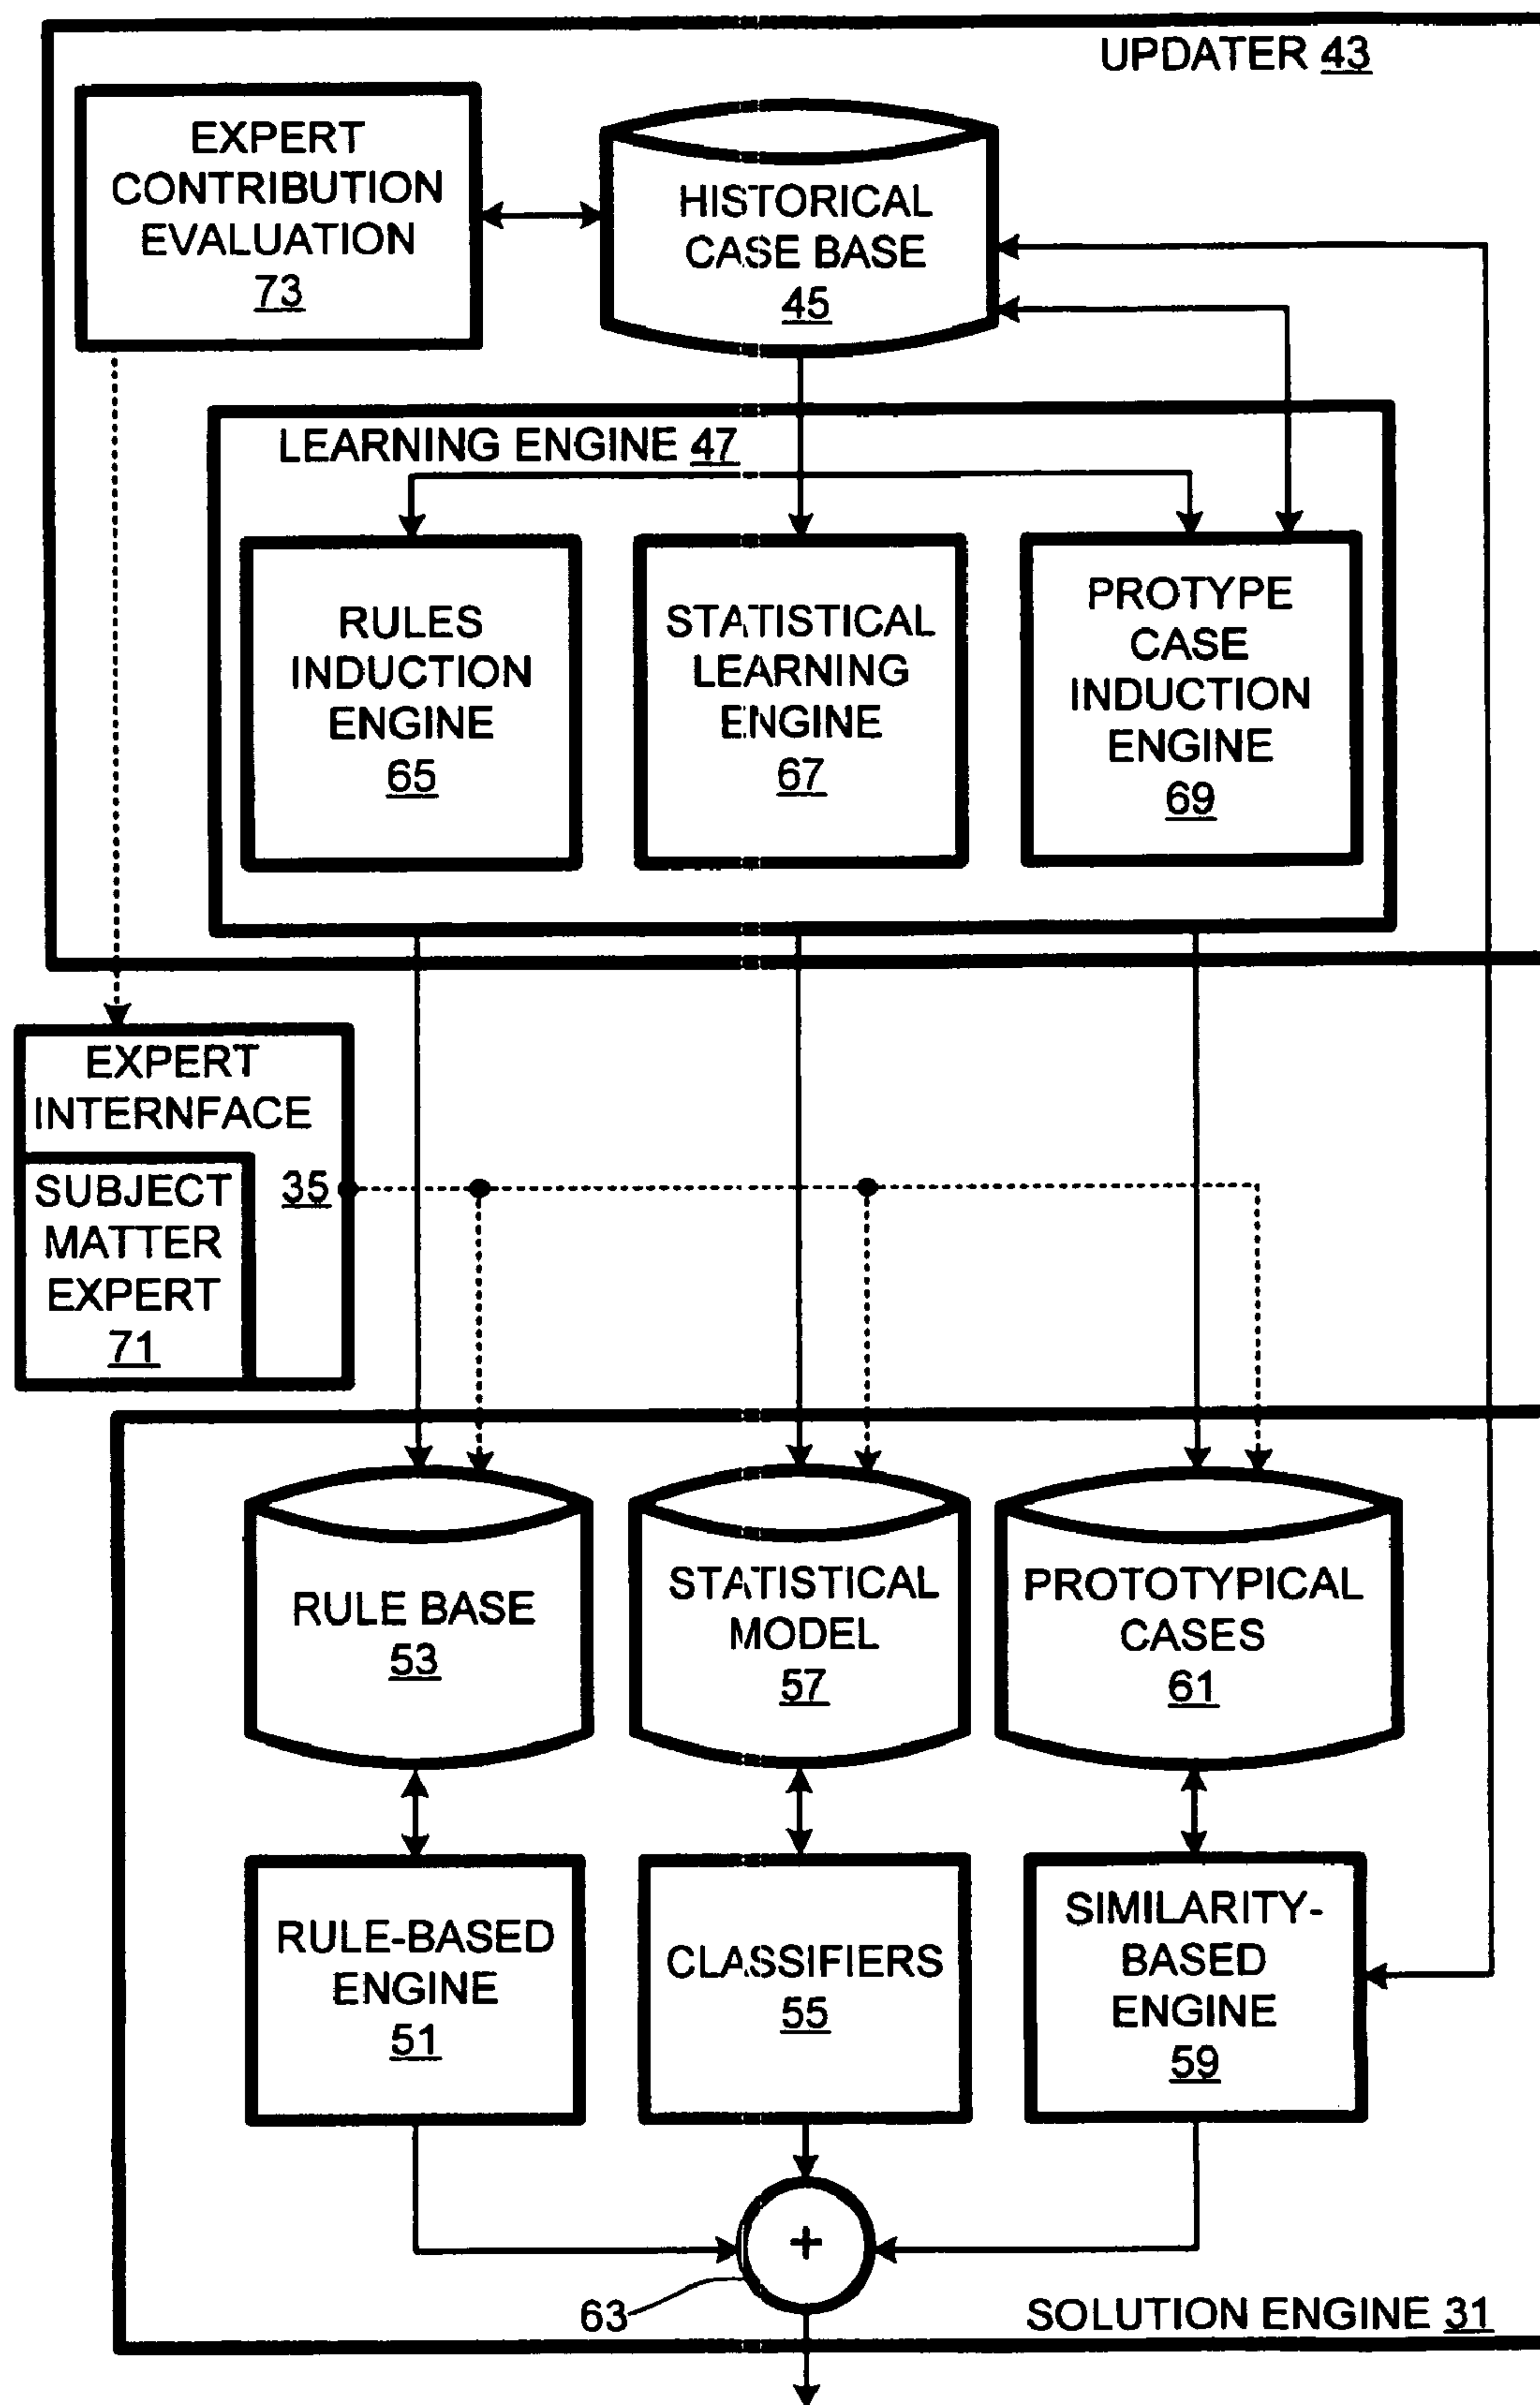 UPDATER 43
EXPERT
CONTRIBUTION
EVALUATION
73
HISTORICAL
CASE BASE
45
LEARNING ENGINE 47
RULES
INDUCTION
ENGINE
65
STATISTICAL
LEARNING
ENGINE
67
PROTYPE
CASE
INDUCTION
ENGINE
69
EXPERT
INTERNFACE
35
SUBJECT
MATTER
EXPERT
71
RULE BASE
53
STATISTICAL
MODEL
57
PROTOTYPICAL
CASES
61
RULE-BASED
ENGINE
51
CLASSIFIERS
55
SIMILARITY-
BASED
ENGINE
59
+
63
SOLUTION ENGINE 31